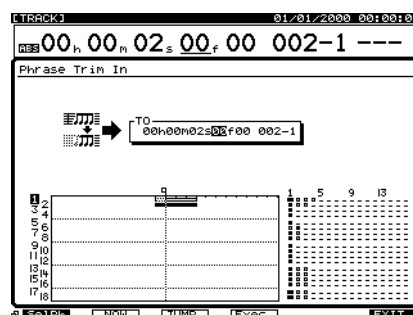 [TRACK] 01/01/2000 00:00:0
ABS 00h 00m 02s 00f 00 002-1 ---
Phrase Trim In
TO
00h00m02s00f00 002-1
9
1 5 9 13
1 2
3 4
5 6
7 8
9 10
11 12
13 14
15 16
17 18
SelPh NOW JUMP Exec EXIT